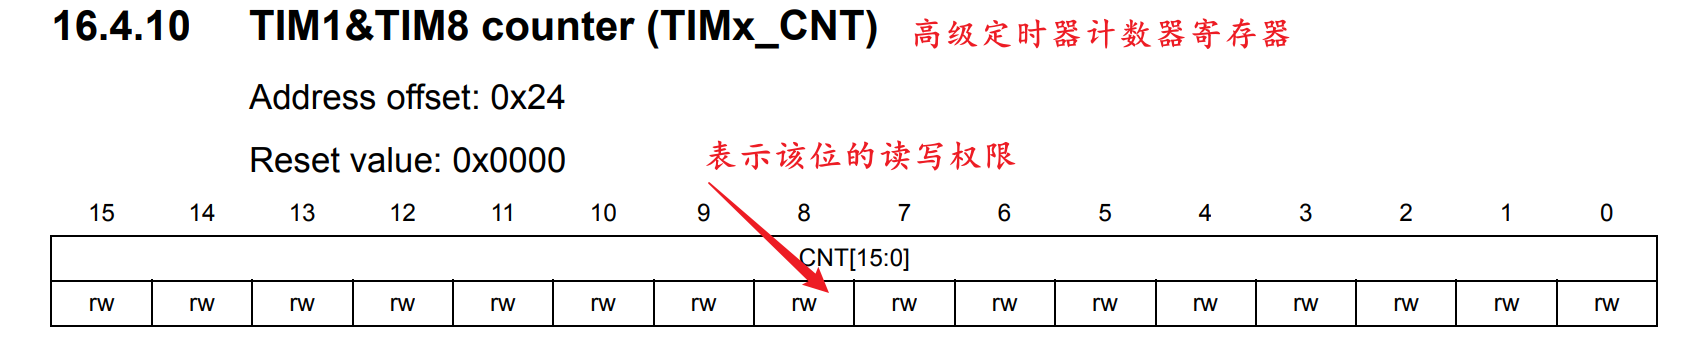 16.4.10 TIM1&TIM8 counter (TIMx_CNT) 高级定时器计数器寄存器
Address offset: 0x24
Reset value: 0x0000 表示该位的读写权限
15 14 13 12 11 10 9 8 7 6 5 4 3 2 1 0
CNT[15:0]
rw rw rw rw rw rw rw rw rw rw rw rw rw rw rw rw